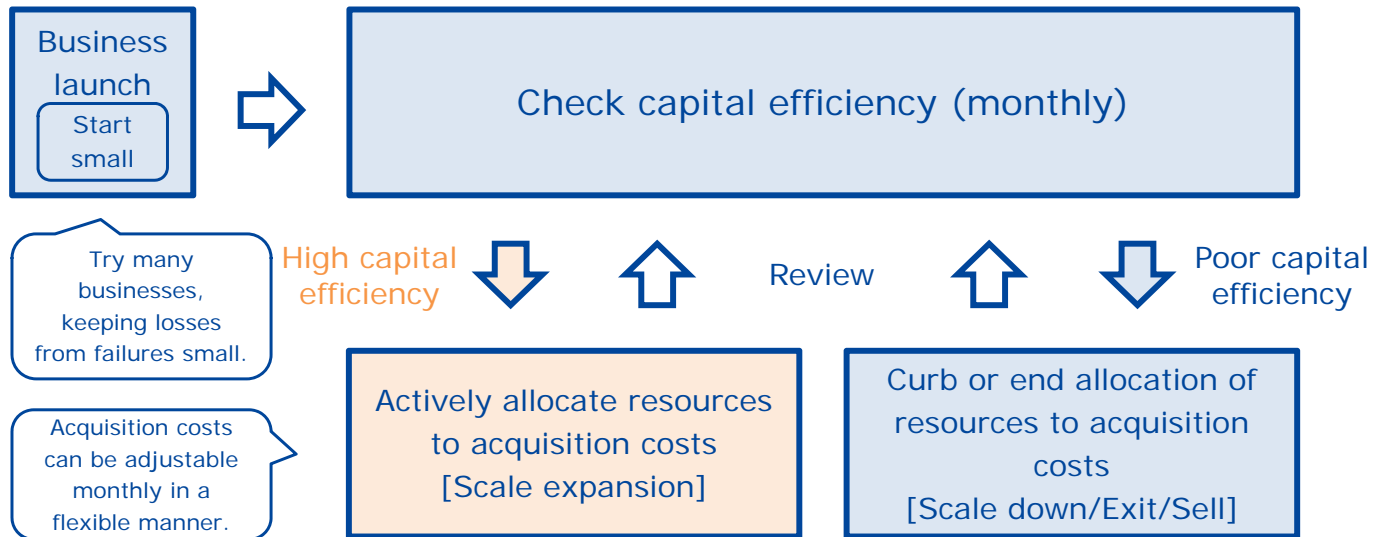 Business
launch
Start
small
Check capital efficiency (monthly)
Try many
businesses,
keeping losses
from failures small.
High capital
efficiency
Review
Poor capital
efficiency
Acquisition costs
can be adjustable
monthly in a
flexible manner.
Actively allocate resources
to acquisition costs
[Scale expansion]
Curb or end allocation of
resources to acquisition
costs
[Scale down/Exit/Sell]